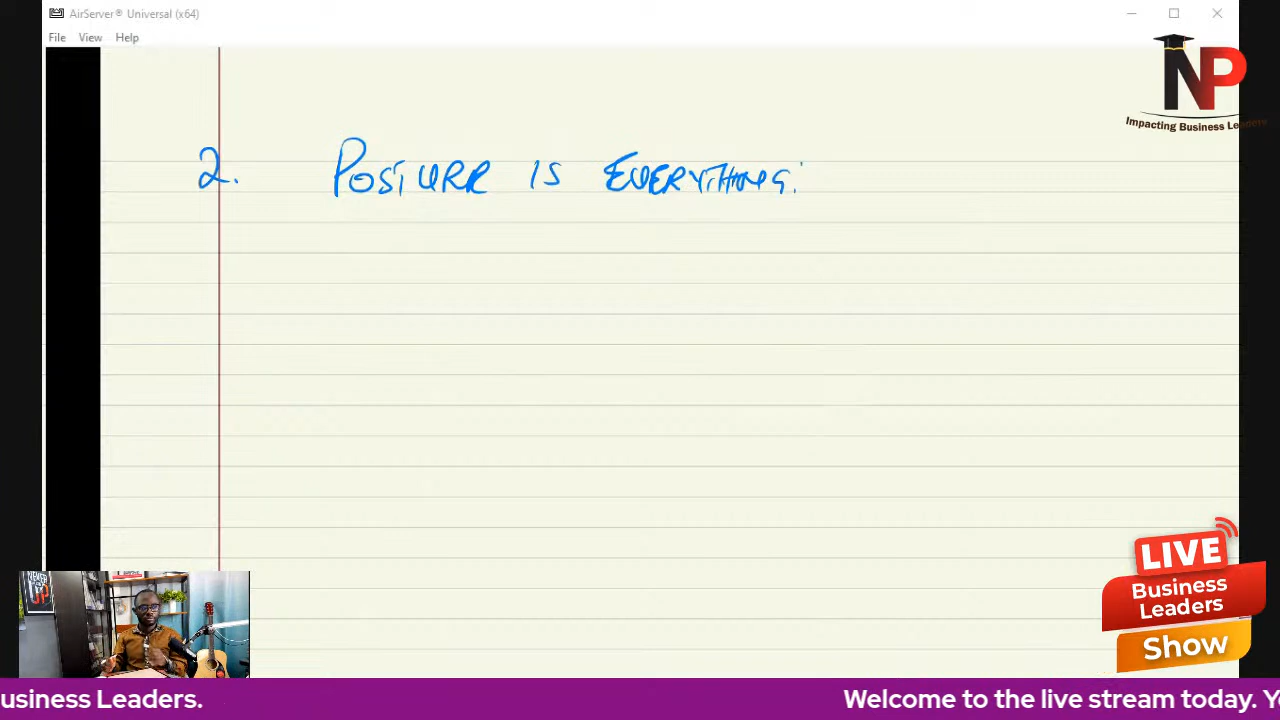 AirServer® Universal (x64)
File View Help
NP
Impacting Business Leaders
2. POSTURE IS EVERYTHING:
LIVE
Business
Leaders
Show
usiness Leaders.
Welcome to the live stream today. Y